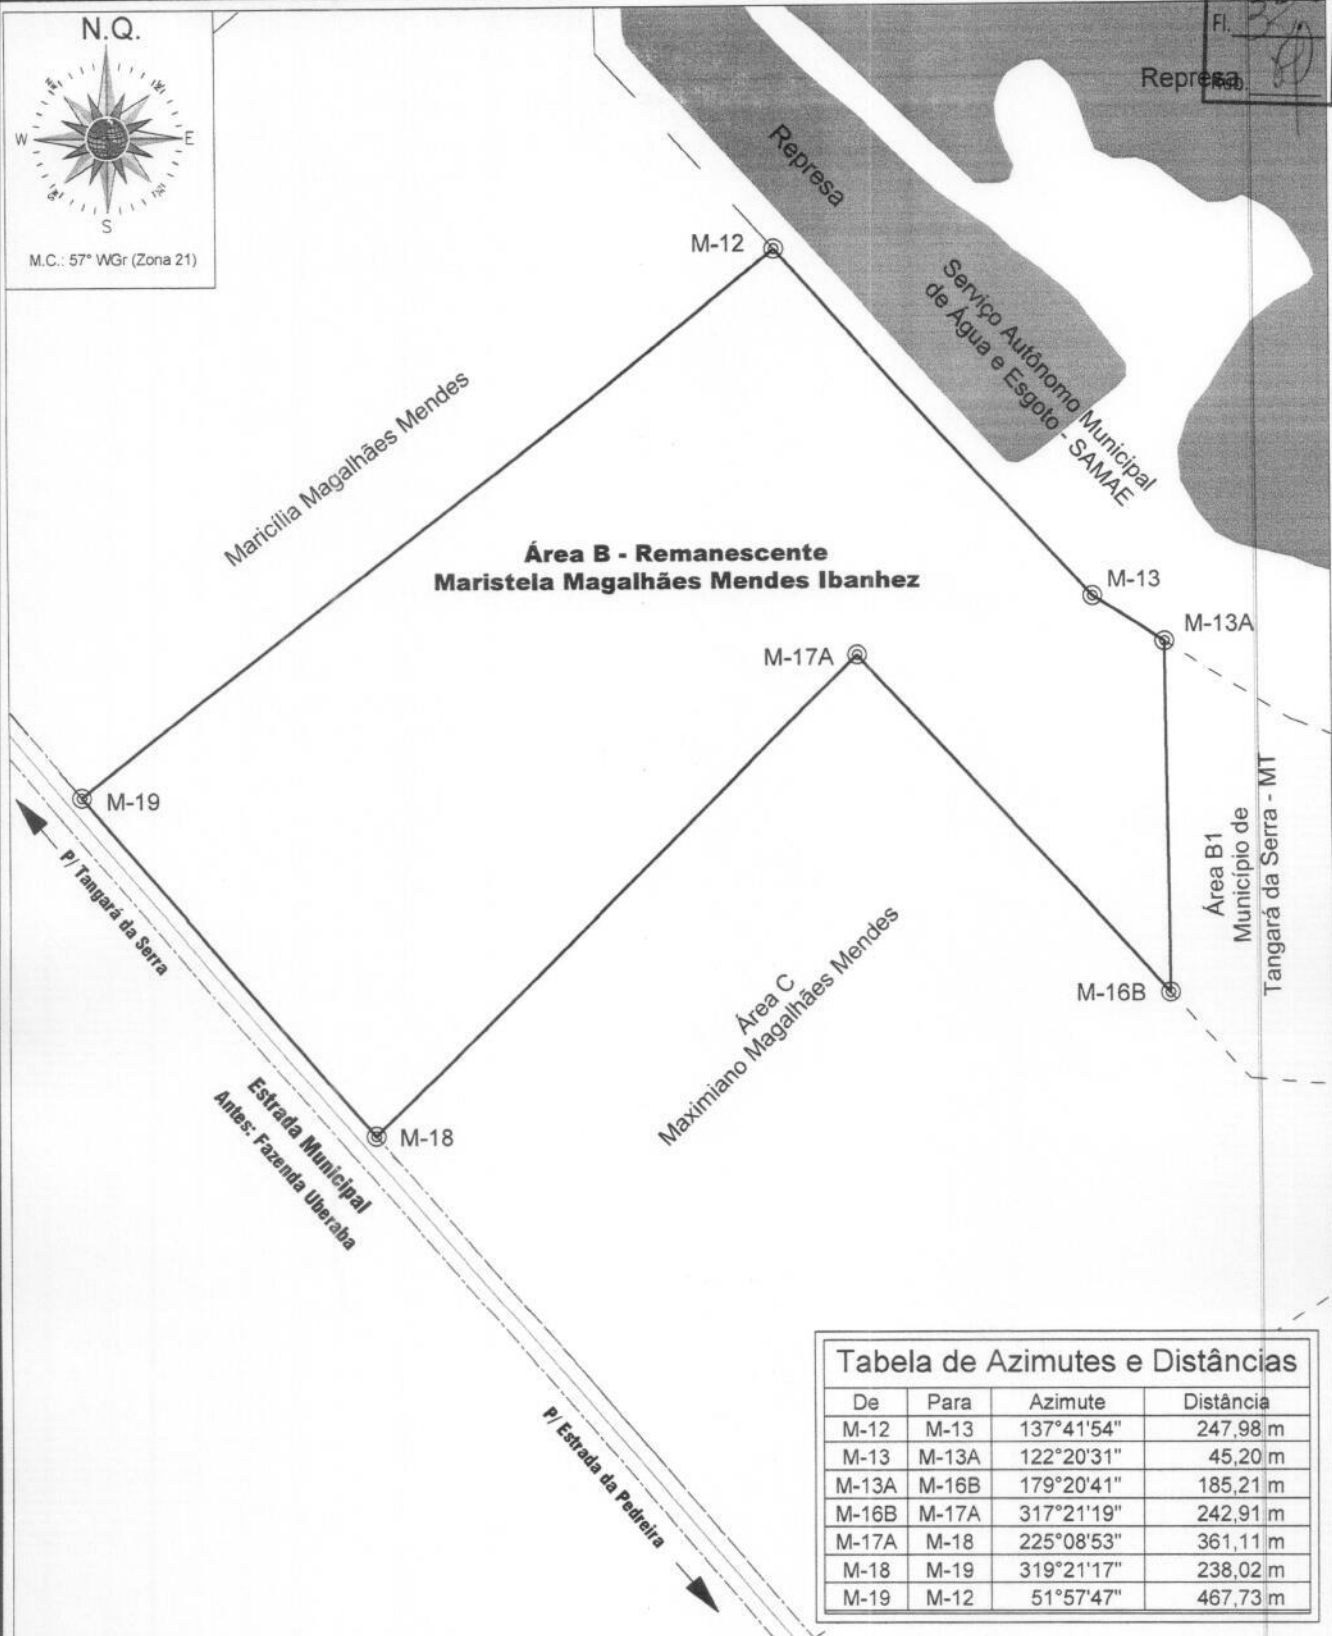 N.Q.
W
E
S
M.C.: 57° WGr (Zona 21)
Fl.
Represa
Represa
Serviço Autônomo Municipal
de Água e Esgoto - SAMAE
M-12
Maricília Magalhães Mendes
Área B - Remanescente
Maristela Magalhães Mendes Ibanhez
M-13
M-13A
M-17A
M-19
P/ Tangará da Serra
Área B1
Município de
Tangará da Serra - MT
M-16B
Área C
Maximiano Magalhães Mendes
M-18
Estrada Municipal
Antes: Fazenda Uberaba
P/ Estrada da Pedreira
Tabela de Azimutes e Distâncias
De Para Azimute Distância
M-12 M-13 137°41'54" 247,98 m
M-13 M-13A 122°20'31" 45,20 m
M-13A M-16B 179°20'41" 185,21 m
M-16B M-17A 317°21'19" 242,91 m
M-17A M-18 225°08'53" 361,11 m
M-18 M-19 319°21'17" 238,02 m
M-19 M-12 51°57'47" 467,73 m